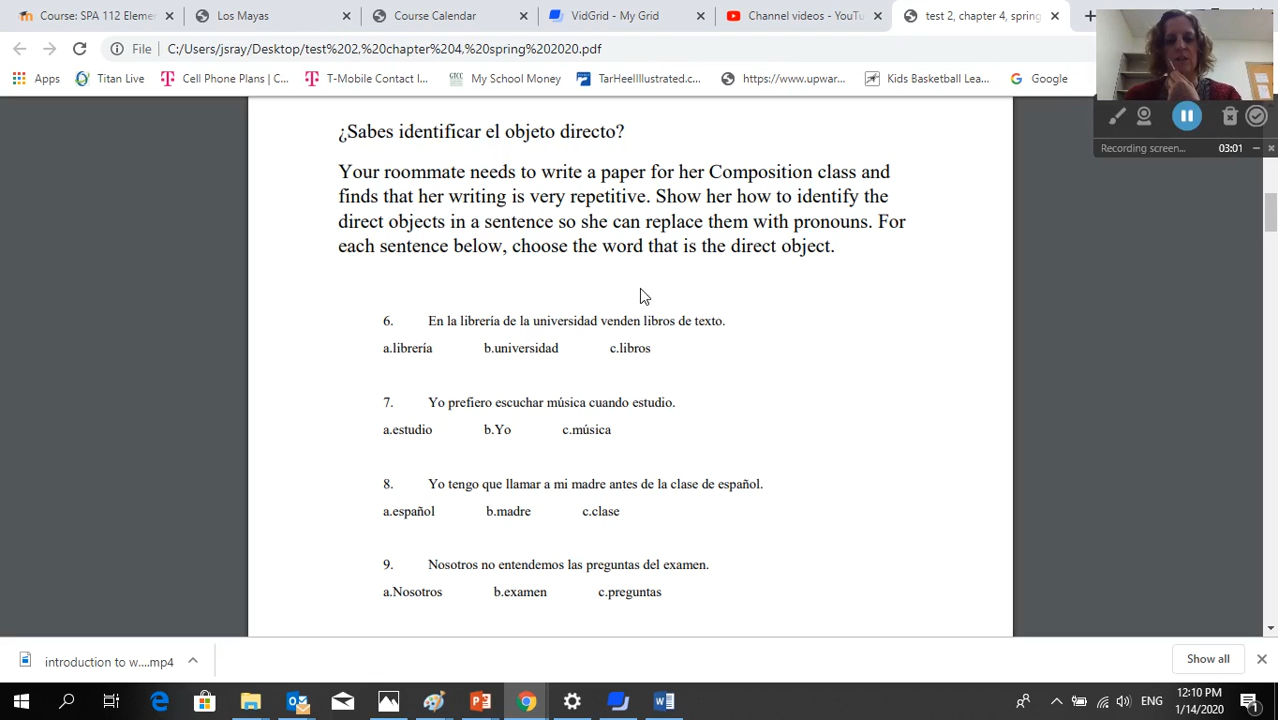 Course: SPA 112 Eleme
Los Mayas
Course Calendar
VidGrid - My Grid
Channel videos - YouTu
test 2, chapter 4, spring
File
C:/Users/jsray/Desktop/test%202,%20chapter%204,%20spring%202020.pdf
Apps
Titan Live
Cell Phone Plans | C...
T-Mobile Contact I...
GTCC My School Money
TarHeelIllustrated.c...
https://www.upwar...
Kids Basketball Lea...
Google
Recording screen...
03:01
¿Sabes identificar el objeto directo?
Your roommate needs to write a paper for her Composition class and
finds that her writing is very repetitive. Show her how to identify the
direct objects in a sentence so she can replace them with pronouns. For
each sentence below, choose the word that is the direct object.
6. En la librería de la universidad venden libros de texto.
a.librería b.universidad c.libros
7. Yo prefiero escuchar música cuando estudio.
a.estudio b.Yo c.música
8. Yo tengo que llamar a mi madre antes de la clase de español.
a.español b.madre c.clase
9. Nosotros no entendemos las preguntas del examen.
a.Nosotros b.examen c.preguntas
introduction to w....mp4
Show all
ENG
12:10 PM
1/14/2020